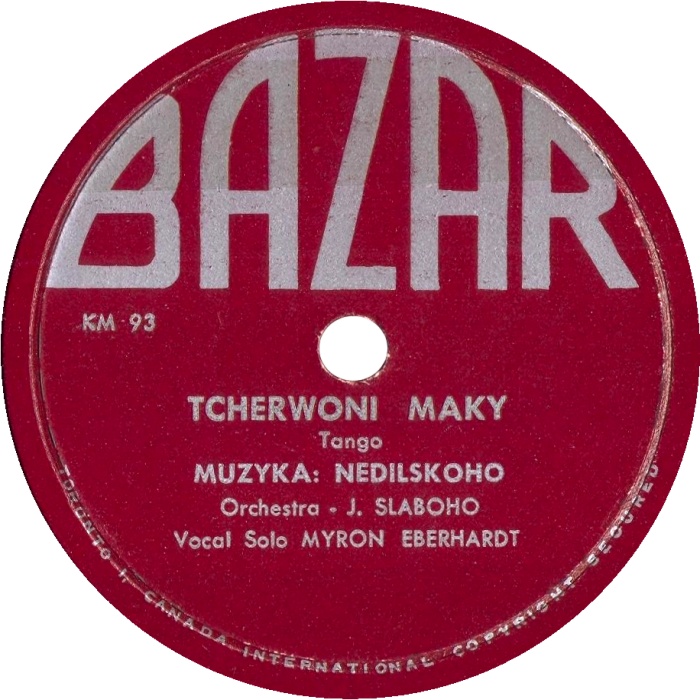 BAZAR
KM 93
TCHERWONI MAKY
Tango
MUZYKA: NEDILSKOHO
Orchestra - J. SLABOHO
Vocal Solo MYRON EBERHARDT
TORONTO CANADA INTERNATIONAL COPYRIGHT SECURED